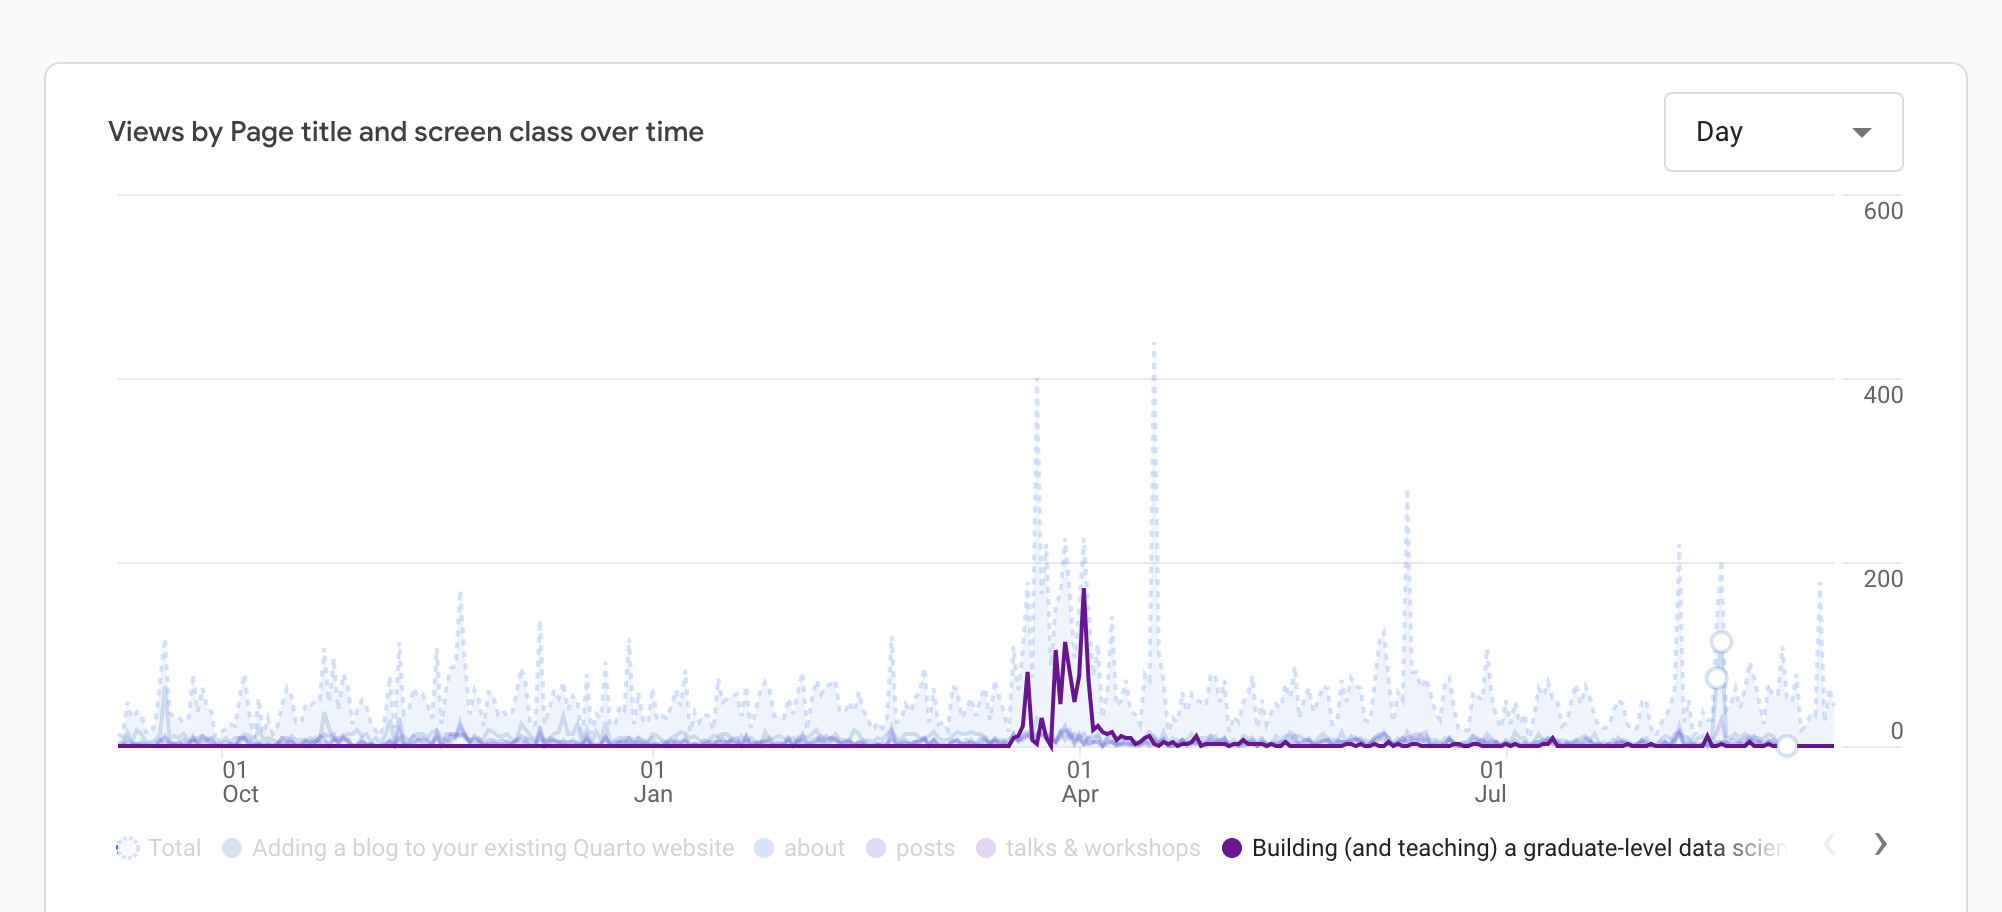 Views by Page title and screen class over time
Day
600
400
200
0
01
Oct
01
Jan
01
Apr
01
Jul
Total
Adding a blog to your existing Quarto website
about
posts
talks & workshops
Building (and teaching) a graduate-level data scien